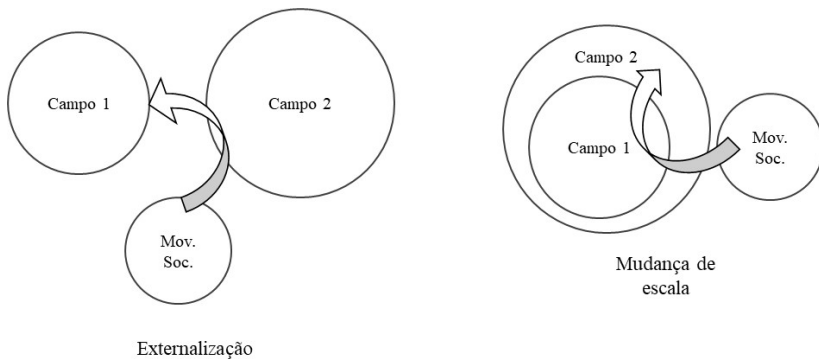 Campo 1
Campo 2
Mov.
Soc.
Externalização
Campo 2
Campo 1
Mov.
Soc.
Mudança de
escala